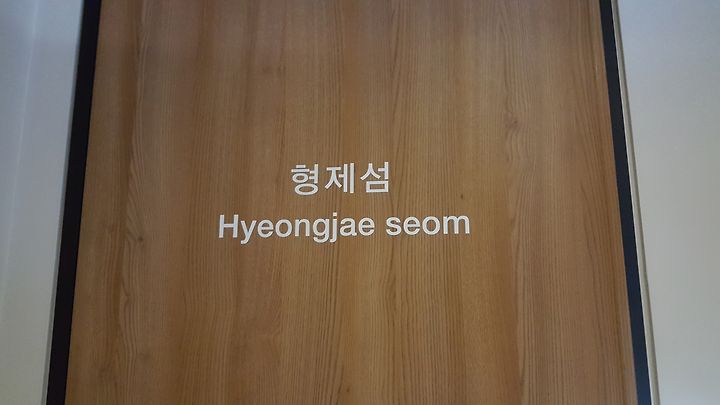 형제섬
Hyeongjae seom